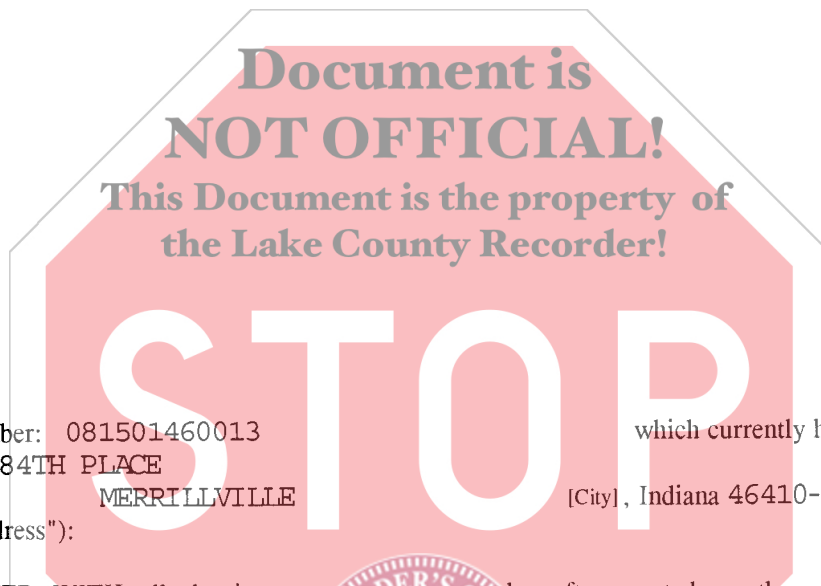 Document is
NOT OFFICIAL!
This Document is the property of
the Lake County Recorder!
STOP
ber: 081501460013 which currently h
84TH PLACE
MERRILLVILLE [City], Indiana 46410-
dress"):